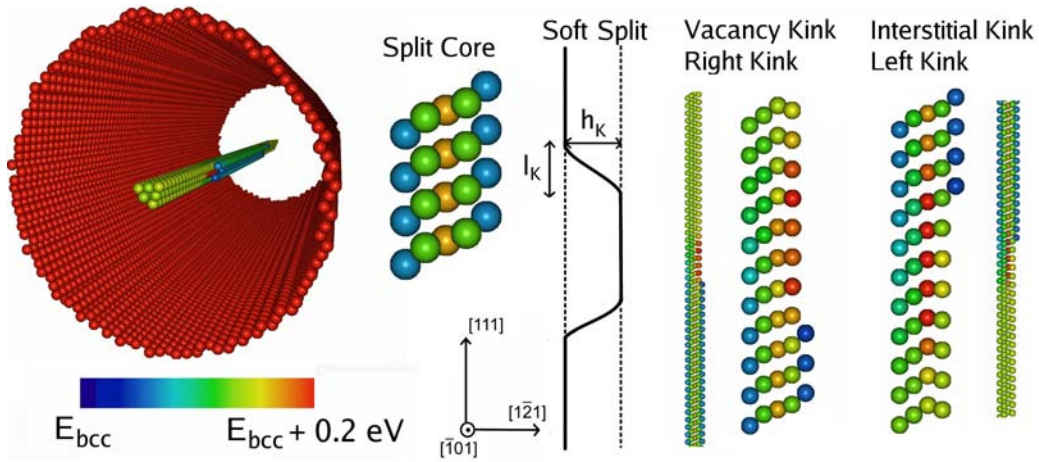 Split Core
Soft Split
h_K
l_K
Vacancy Kink
Right Kink
Interstitial Kink
Left Kink
[111]
[12̄1]
[1̄01]
E_bcc
E_bcc + 0.2 eV